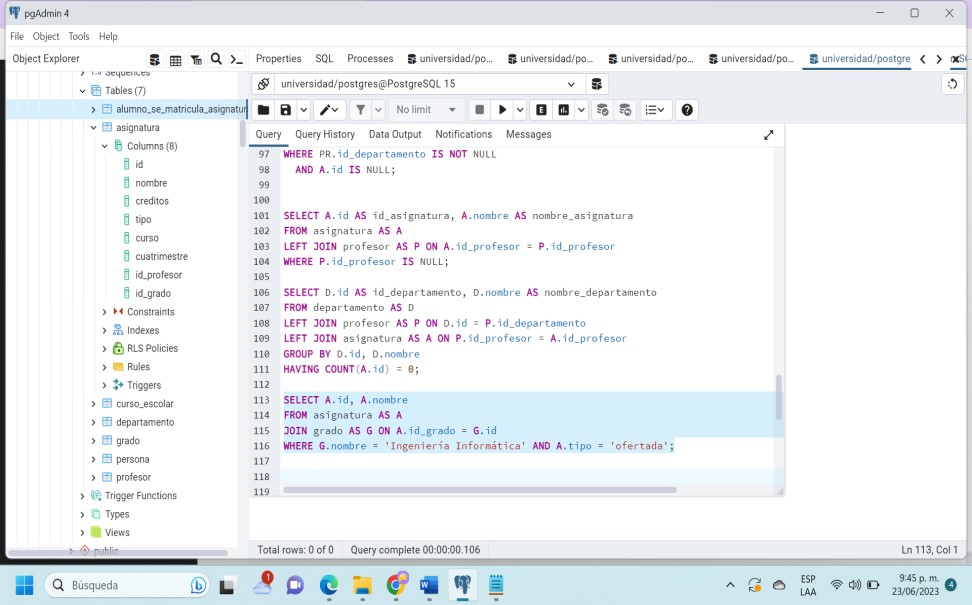 pgAdmin 4
File Object Tools Help
Object Explorer
Properties SQL Processes universidad/po... universidad/po... universidad/po... universidad/po... universidad/postgre
Sequences
Tables (7)
alumno_se_matricula_asignatur
asignatura
Columns (8)
id
nombre
creditos
tipo
curso
cuatrimestre
id_profesor
id_grado
Constraints
Indexes
RLS Policies
Rules
Triggers
curso_escolar
departamento
grado
persona
profesor
Trigger Functions
Types
Views
public
universidad/postgres@PostgreSQL 15
No limit
E
Query Query History Data Output Notifications Messages
97 WHERE PR.id_departamento IS NOT NULL
98 AND A.id IS NULL;
99
100
101 SELECT A.id AS id_asignatura, A.nombre AS nombre_asignatura
102 FROM asignatura AS A
103 LEFT JOIN profesor AS P ON A.id_profesor = P.id_profesor
104 WHERE P.id_profesor IS NULL;
105
106 SELECT D.id AS id_departamento, D.nombre AS nombre_departamento
107 FROM departamento AS D
108 LEFT JOIN profesor AS P ON D.id = P.id_departamento
109 LEFT JOIN asignatura AS A ON P.id_profesor = A.id_profesor
110 GROUP BY D.id, D.nombre
111 HAVING COUNT(A.id) = 0;
112
113 SELECT A.id, A.nombre
114 FROM asignatura AS A
115 JOIN grado AS G ON A.id_grado = G.id
116 WHERE G.nombre = 'Ingeniería Informática' AND A.tipo = 'ofertada';
117
118
119
Total rows: 0 of 0 Query complete 00:00:00.106 Ln 113, Col 1
Búsqueda
1
ESP
LAA
9:45 p. m.
23/06/2023
4